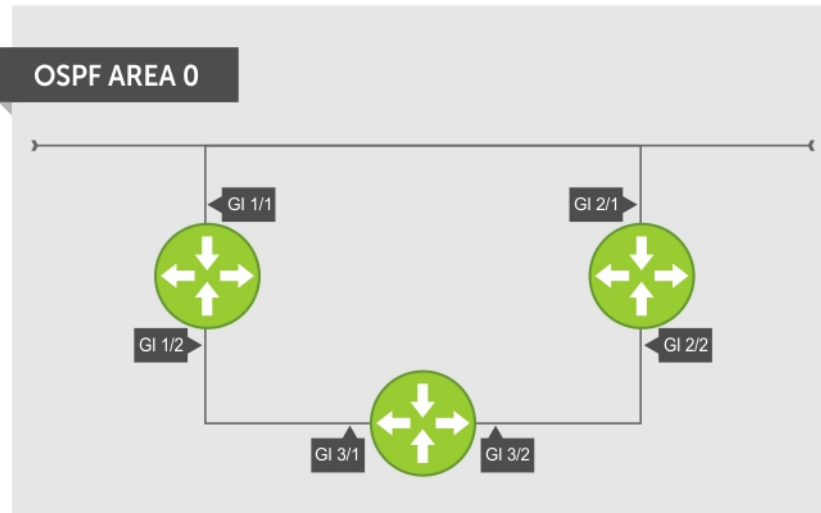 OSPF AREA 0
GI 1/1
GI 2/1
GI 1/2
GI 2/2
GI 3/1
GI 3/2